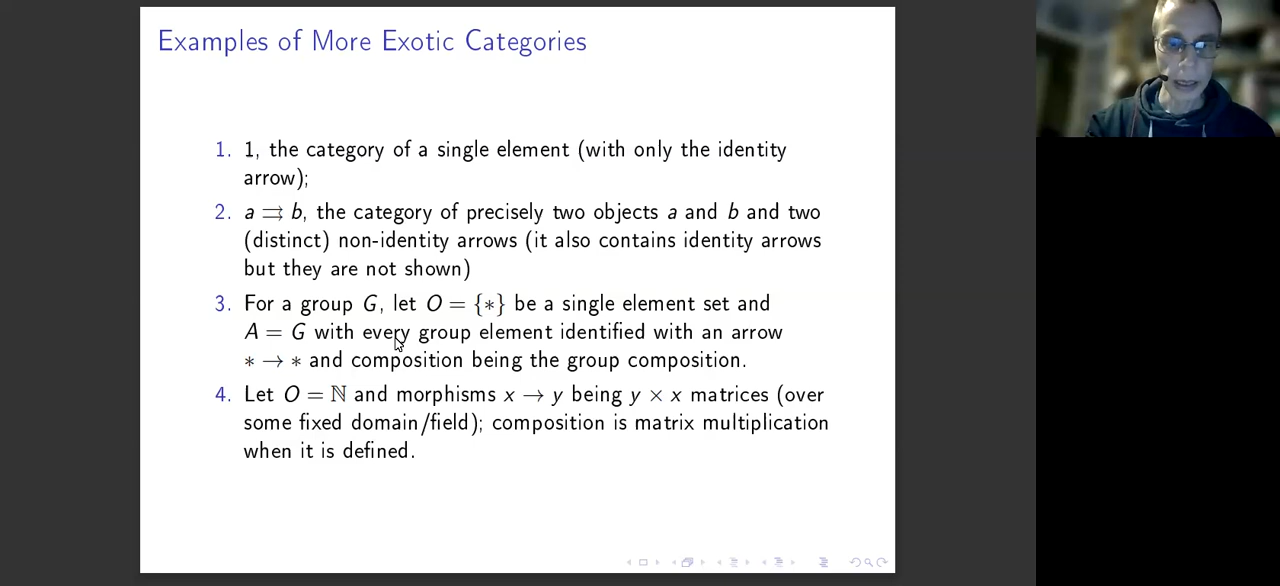 Examples of More Exotic Categories
1. 1, the category of a single element (with only the identity
arrow);
2. a ⇉ b, the category of precisely two objects a and b and two
(distinct) non-identity arrows (it also contains identity arrows
but they are not shown)
3. For a group G, let O = {∗} be a single element set and
A = G with every group element identified with an arrow
∗ → ∗ and composition being the group composition.
4. Let O = ℕ and morphisms x → y being y × x matrices (over
some fixed domain/field); composition is matrix multiplication
when it is defined.